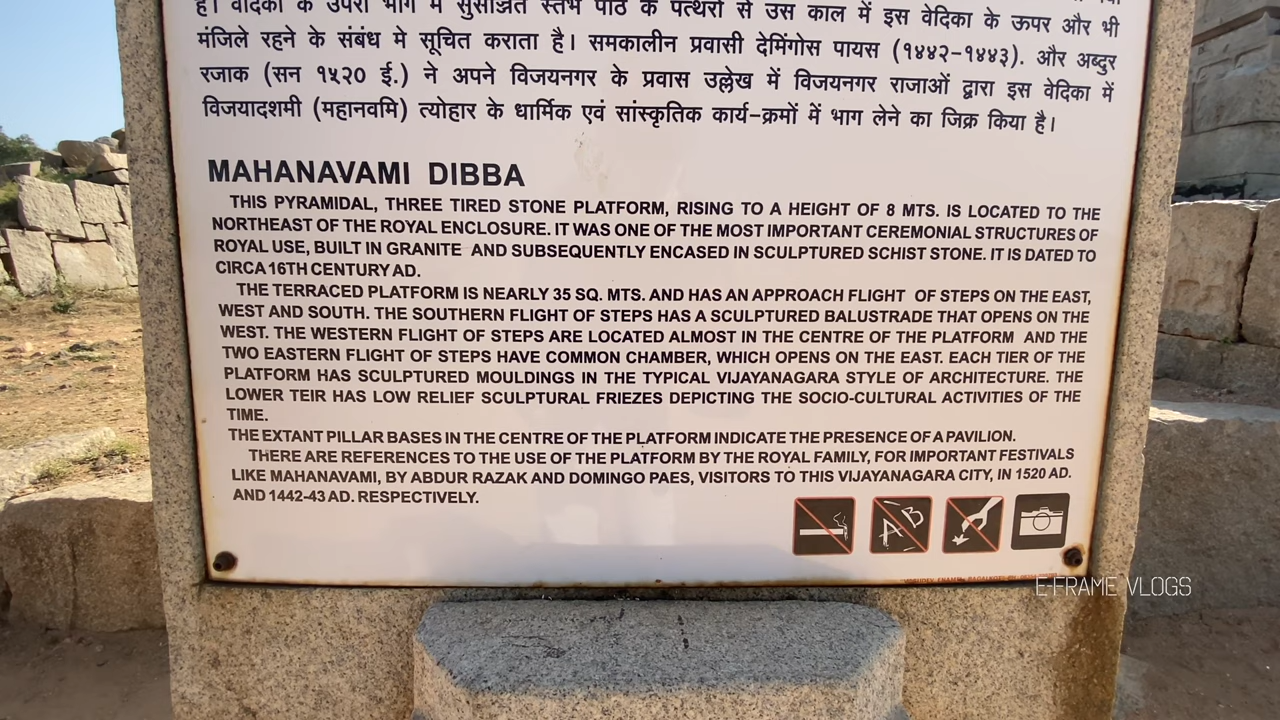 है। वेदिका के उपरी भाग में सुसज्जित स्तंभ पीठ के पत्थरों से उस काल में इस वेदिका के ऊपर और भी
मंजिले रहने के संबंध मे सूचित कराता है। समकालीन प्रवासी देमिंगोस पायस (१४४२-१४४३). और अब्दुर
रजाक (सन १५२० ई.) ने अपने विजयनगर के प्रवास उल्लेख में विजयनगर राजाओं द्वारा इस वेदिका में
विजयादशमी (महानवमि) त्योहार के धार्मिक एवं सांस्कृतिक कार्य-क्रमों में भाग लेने का जिक्र किया है।
MAHANAVAMI DIBBA
THIS PYRAMIDAL, THREE TIRED STONE PLATFORM, RISING TO A HEIGHT OF 8 MTS. IS LOCATED TO THE
NORTHEAST OF THE ROYAL ENCLOSURE. IT WAS ONE OF THE MOST IMPORTANT CEREMONIAL STRUCTURES OF
ROYAL USE, BUILT IN GRANITE AND SUBSEQUENTLY ENCASED IN SCULPTURED SCHIST STONE. IT IS DATED TO
CIRCA 16TH CENTURY AD.
THE TERRACED PLATFORM IS NEARLY 35 SQ. MTS. AND HAS AN APPROACH FLIGHT OF STEPS ON THE EAST,
WEST AND SOUTH. THE SOUTHERN FLIGHT OF STEPS HAS A SCULPTURED BALUSTRADE THAT OPENS ON THE
WEST. THE WESTERN FLIGHT OF STEPS ARE LOCATED ALMOST IN THE CENTRE OF THE PLATFORM AND THE
TWO EASTERN FLIGHT OF STEPS HAVE COMMON CHAMBER, WHICH OPENS ON THE EAST. EACH TIER OF THE
PLATFORM HAS SCULPTURED MOULDINGS IN THE TYPICAL VIJAYANAGARA STYLE OF ARCHITECTURE. THE
LOWER TEIR HAS LOW RELIEF SCULPTURAL FRIEZES DEPICTING THE SOCIO-CULTURAL ACTIVITIES OF THE
TIME.
THE EXTANT PILLAR BASES IN THE CENTRE OF THE PLATFORM INDICATE THE PRESENCE OF A PAVILION.
THERE ARE REFERENCES TO THE USE OF THE PLATFORM BY THE ROYAL FAMILY, FOR IMPORTANT FESTIVALS
LIKE MAHANAVAMI, BY ABDUR RAZAK AND DOMINGO PAES, VISITORS TO THIS VIJAYANAGARA CITY, IN 1520 AD.
AND 1442-43 AD. RESPECTIVELY.
A B
E-FRAME VLOGS